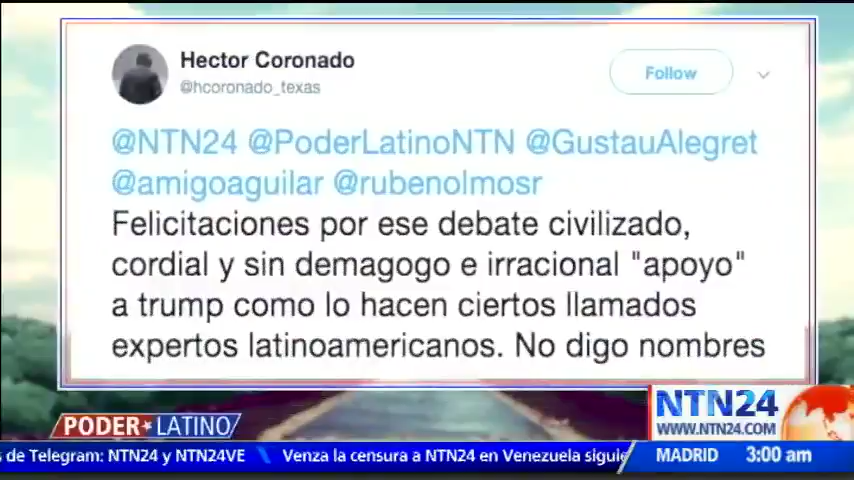 Hector Coronado
@hcoronado_texas
Follow
@NTN24 @PoderLatinoNTN @GustauAlegret
@amigoaguilar @rubenolmosr
Felicitaciones por ese debate civilizado,
cordial y sin demagogo e irracional "apoyo"
a trump como lo hacen ciertos llamados
expertos latinoamericanos. No digo nombres
PODER LATINO
NTN24
WWW.NTN24.COM
s de Telegram: NTN24 y NTN24VE \ Venza la censura a NTN24 en Venezuela siguie
MADRID 3:00 am